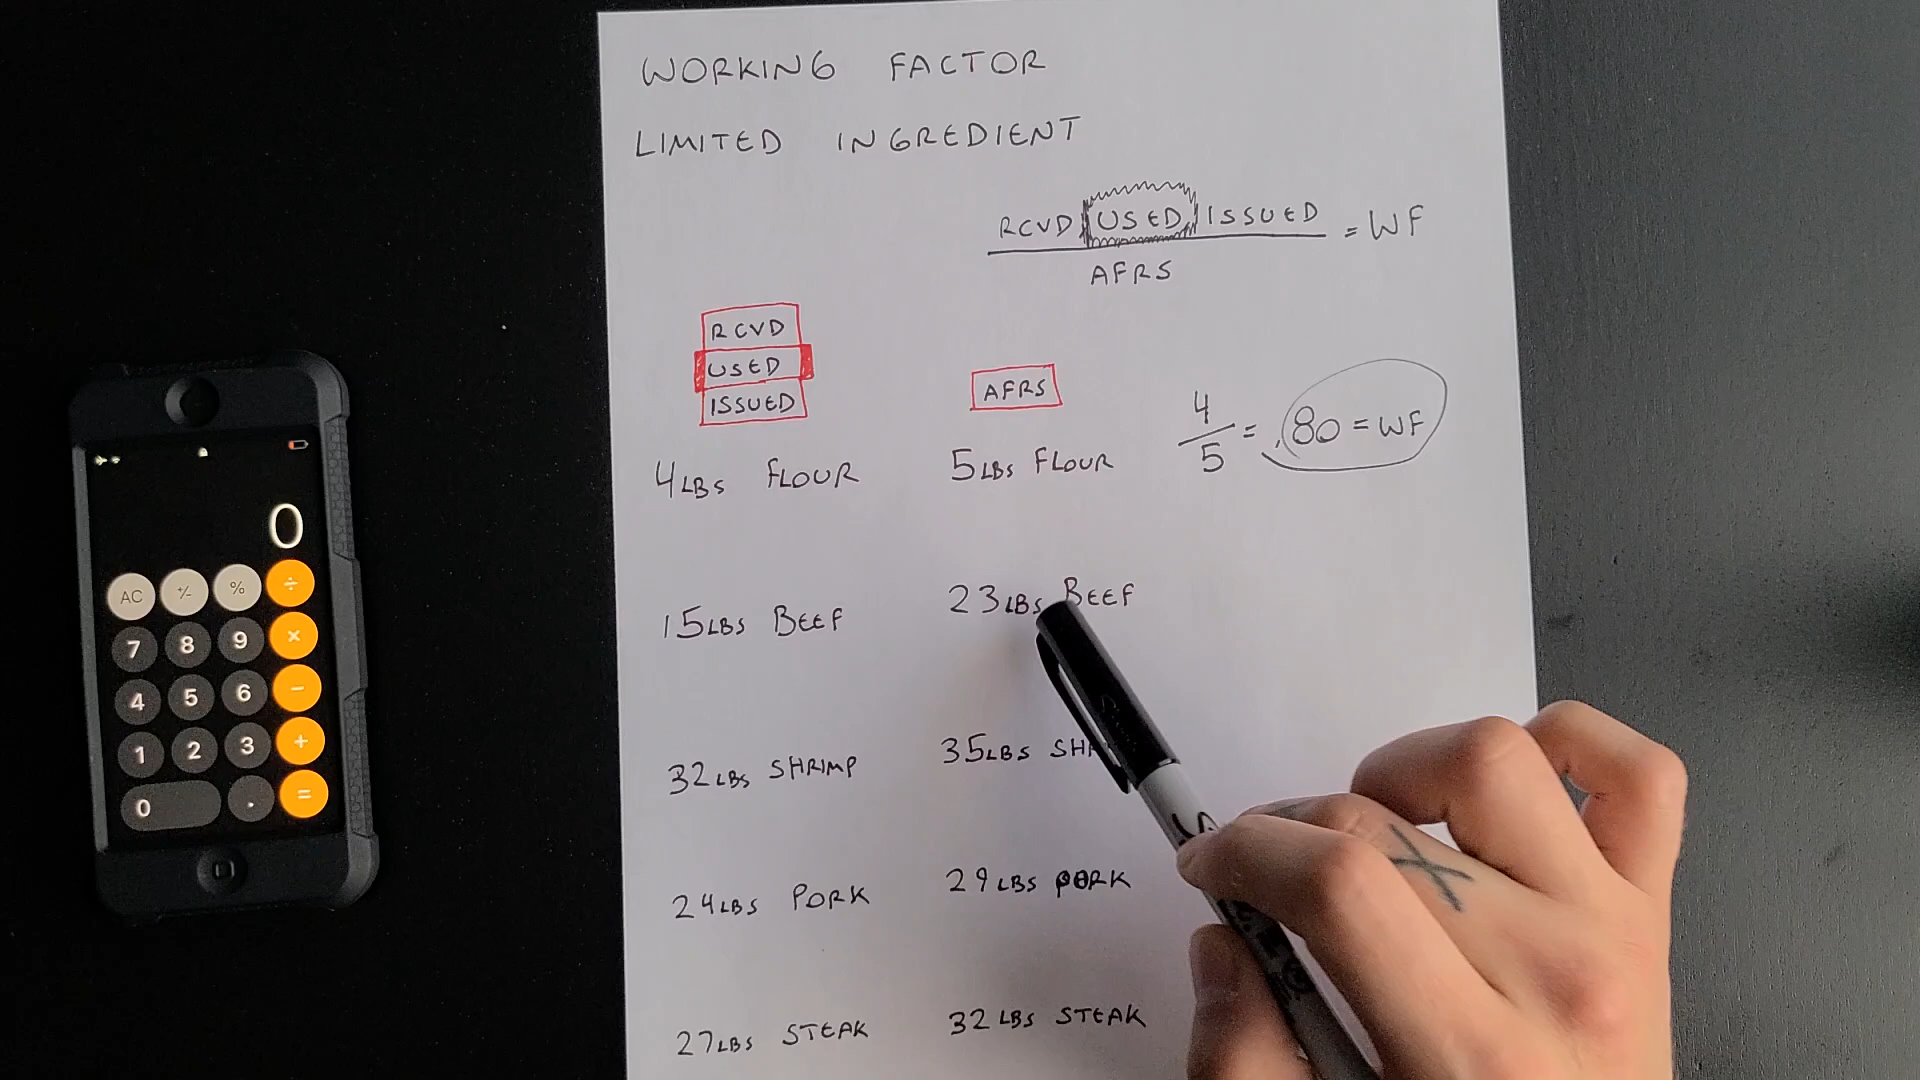 WORKING FACTOR
LIMITED INGREDIENT
RCVD USED ISSUED = WF
AFRS
RCVD
USED
ISSUED
AFRS
4/5 = .80 = WF
4LBS FLOUR 5LBS FLOUR
15LBS BEEF 23LBS BEEF
32LBS SHRIMP 35LBS
24LBS PORK 29LBS PORK
27LBS STEAK 32LBS STEAK
0
AC +/- % ÷
7 8 9 ×
4 5 6 −
1 2 3 +
0 . =